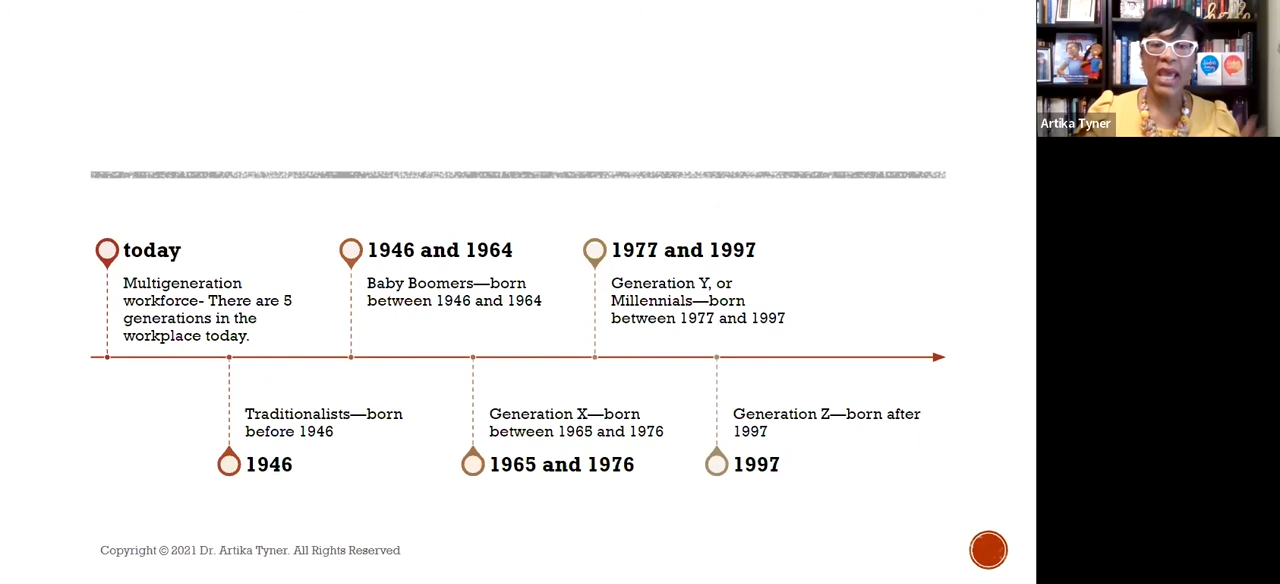 today
Multigeneration
workforce- There are 5
generations in the
workplace today.
1946 and 1964
Baby Boomers—born
between 1946 and 1964
1977 and 1997
Generation Y, or
Millennials—born
between 1977 and 1997
Traditionalists—born
before 1946
1946
Generation X—born
between 1965 and 1976
1965 and 1976
Generation Z—born after
1997
1997
Copyright © 2021 Dr. Artika Tyner. All Rights Reserved
Artika Tyner